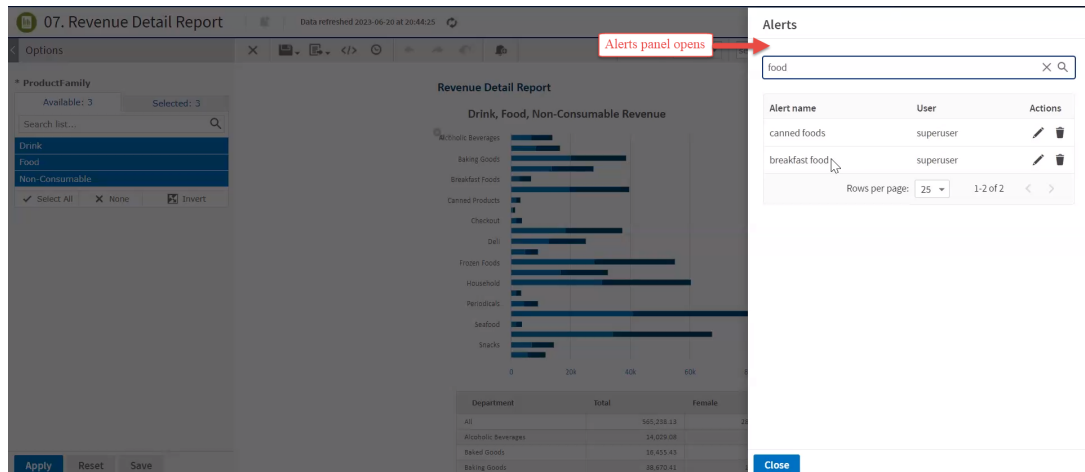 07. Revenue Detail Report
Data refreshed 2023-06-20 at 20:44:25
Options
* ProductFamily
Available: 3
Selected: 3
Search list...
Drink
Food
Non-Consumable
Select All
None
Invert
Apply
Reset
Save
Revenue Detail Report
Drink, Food, Non-Consumable Revenue
Alcoholic Beverages
Baking Goods
Breakfast Foods
Canned Products
Checkout
Deli
Frozen Foods
Household
Periodicals
Seafood
Snacks
0 20k 40k 60k
Department Total Female
All 565,238.13
Alcoholic Beverages 14,029.08
Baked Goods 18,455.43
Baking Goods 38,670.41
Alerts panel opens
Alerts
food
Alert name User Actions
canned foods superuser
breakfast food superuser
Rows per page: 25 1-2 of 2
Close